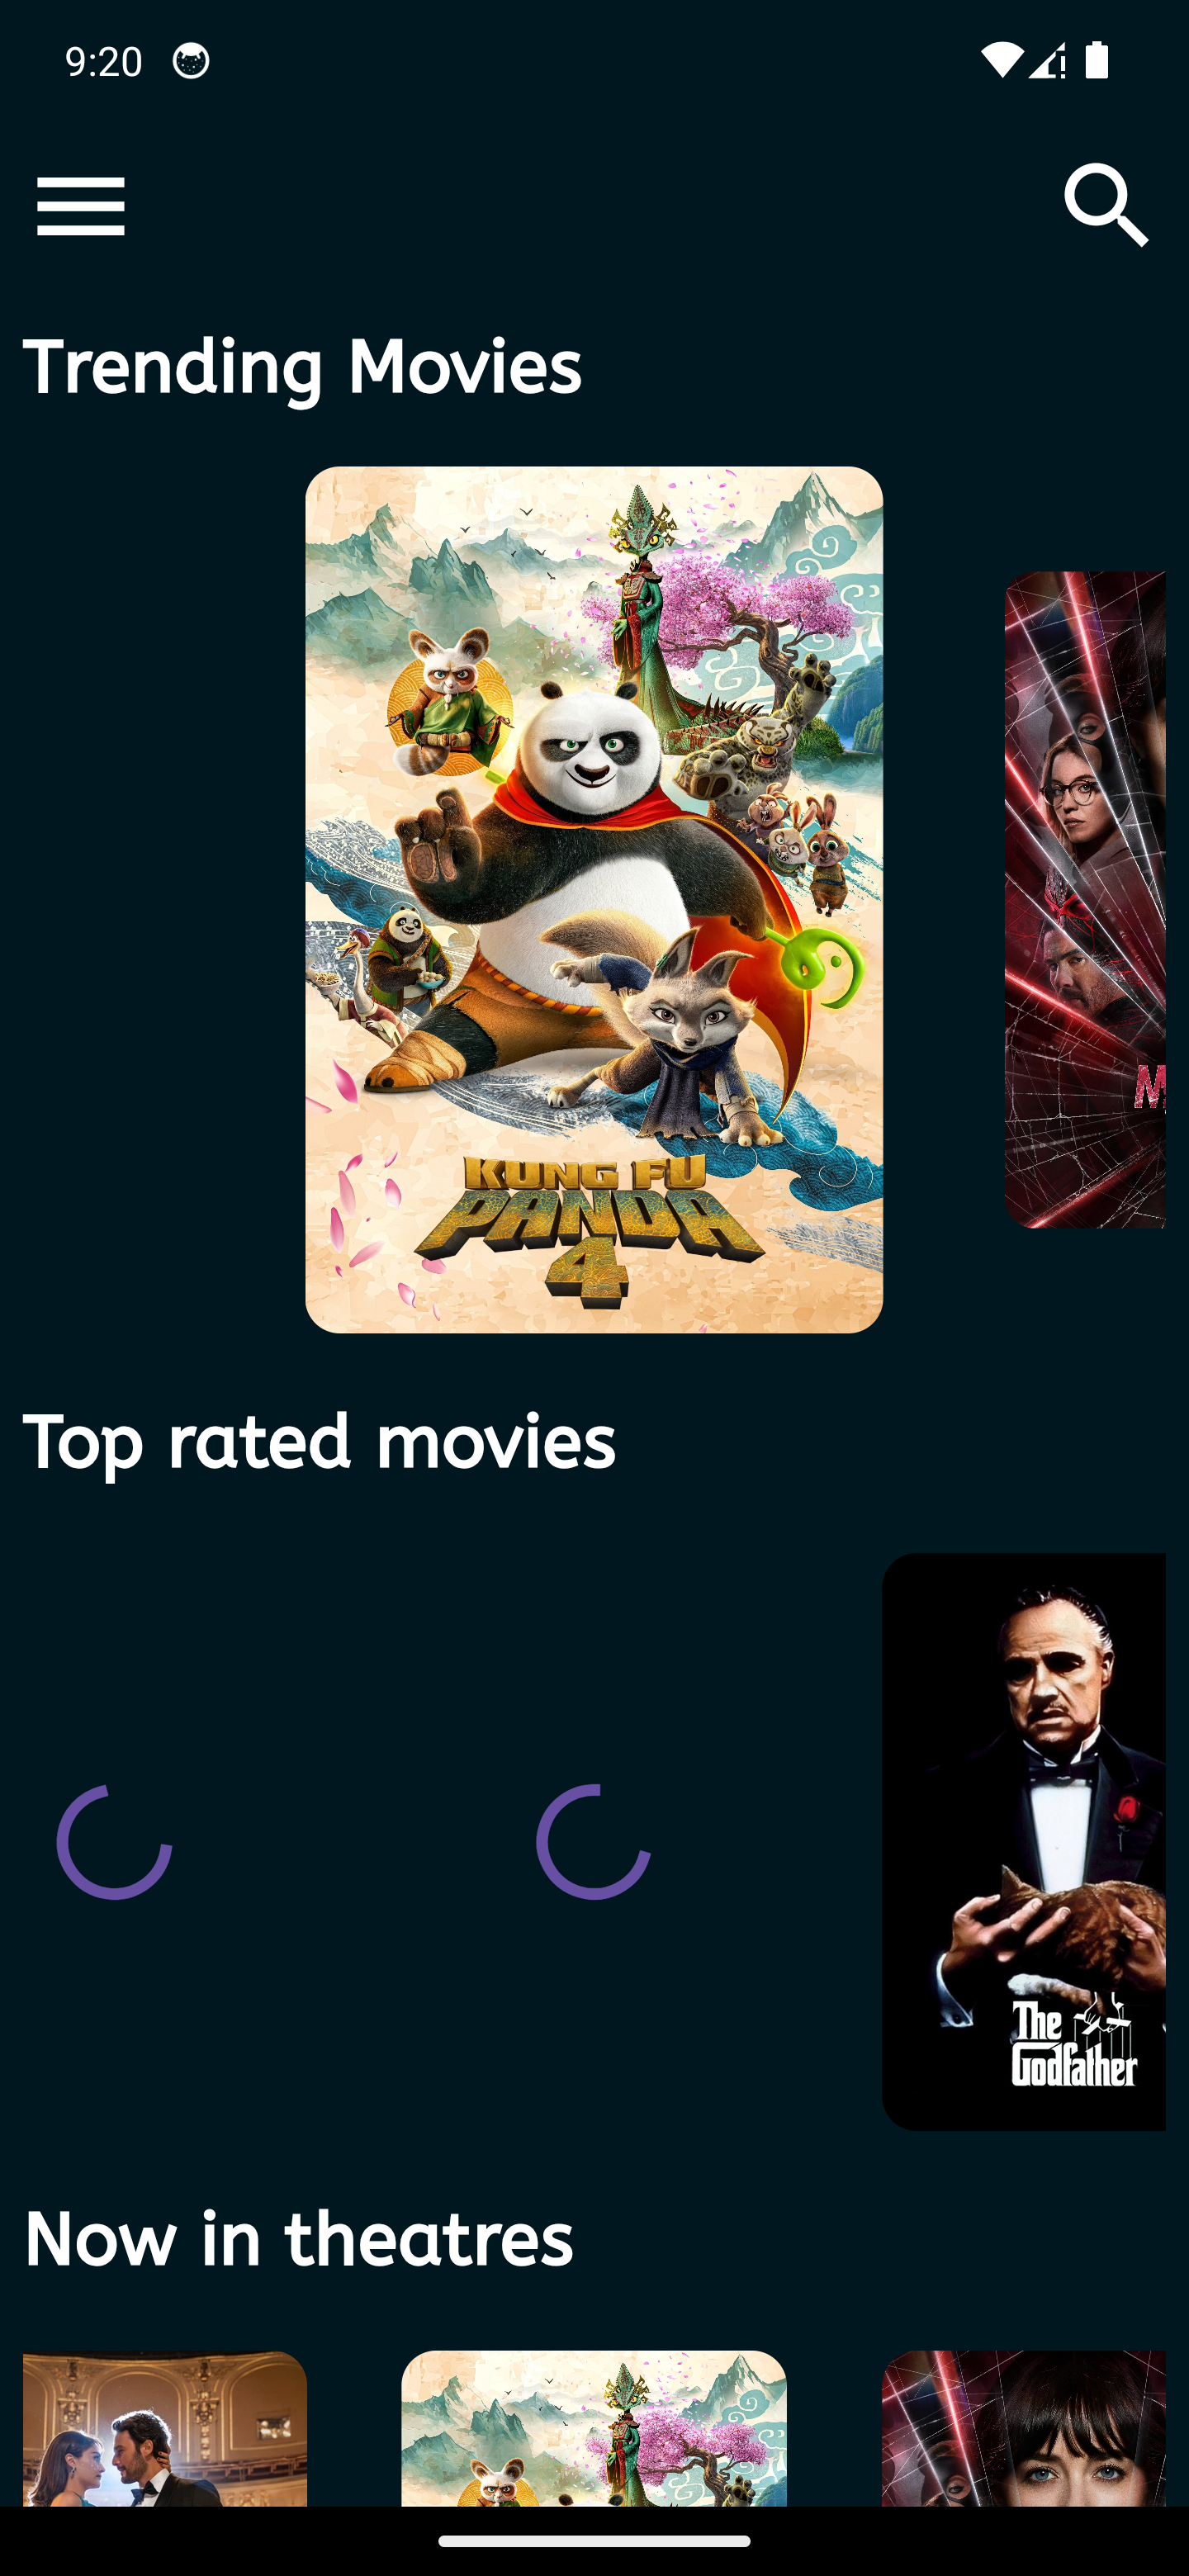 9:20
Trending Movies
KUNG FU
PANDA
4
Top rated movies
The
Godfather
Now in theatres